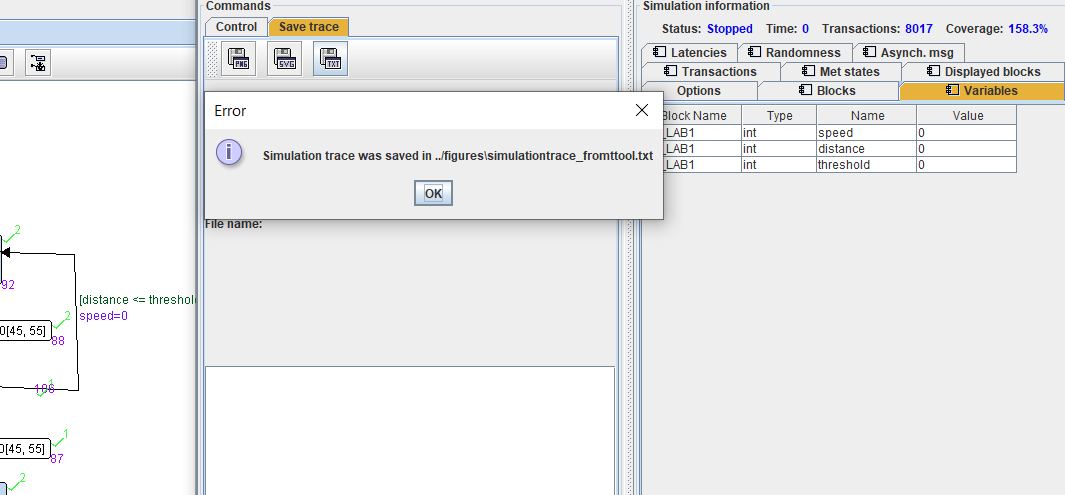 Commands
Control
Save trace
PNG
SVG
TXT
Error
Simulation trace was saved in ../figures\simulationtrace_fromttool.txt
OK
File name:
Simulation information
Status: Stopped Time: 0 Transactions: 8017 Coverage: 158.3%
Latencies Randomness Asynch. msg
Transactions Met states Displayed blocks
Options Blocks Variables
Block Name Type Name Value
_LAB1 int speed 0
_LAB1 int distance 0
_LAB1 int threshold 0
2
92
[distance <= threshol
speed=0
2
0[45, 55]
88
1
106
1
0[45, 55]
87
2